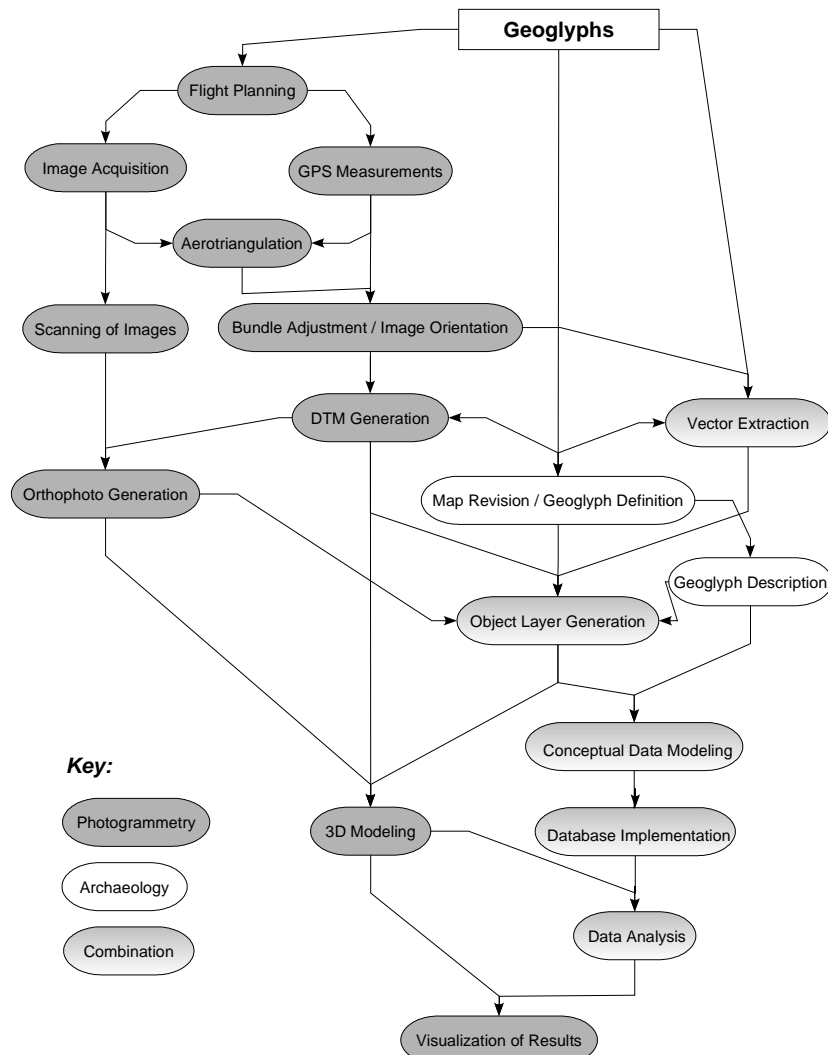 Geoglyphs
Flight Planning
Image Acquisition
GPS Measurements
Aerotriangulation
Scanning of Images
Bundle Adjustment / Image Orientation
DTM Generation
Vector Extraction
Orthophoto Generation
Map Revision / Geoglyph Definition
Geoglyph Description
Object Layer Generation
Conceptual Data Modeling
Key:
Photogrammetry
3D Modeling
Database Implementation
Archaeology
Data Analysis
Combination
Visualization of Results